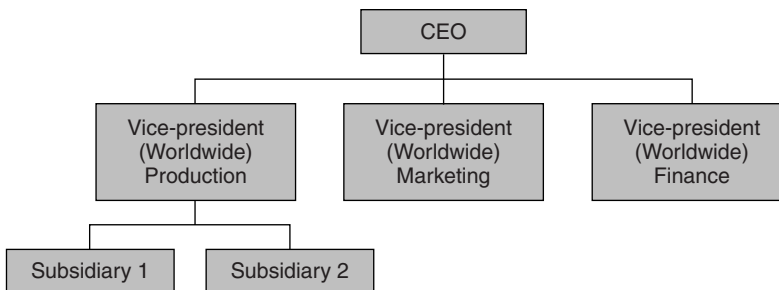 CEO
Vice-president
(Worldwide)
Production
Vice-president
(Worldwide)
Marketing
Vice-president
(Worldwide)
Finance
Subsidiary 1
Subsidiary 2